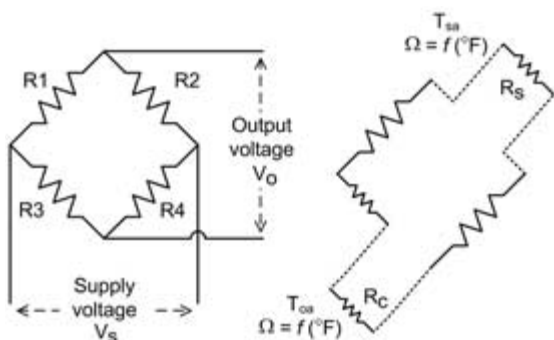 R1
R2
R3
R4
Output
voltage
Vo
Supply
voltage
Vs
Tsa
Ω = f (°F)
Rs
Toa
Ω = f (°F)
Rc